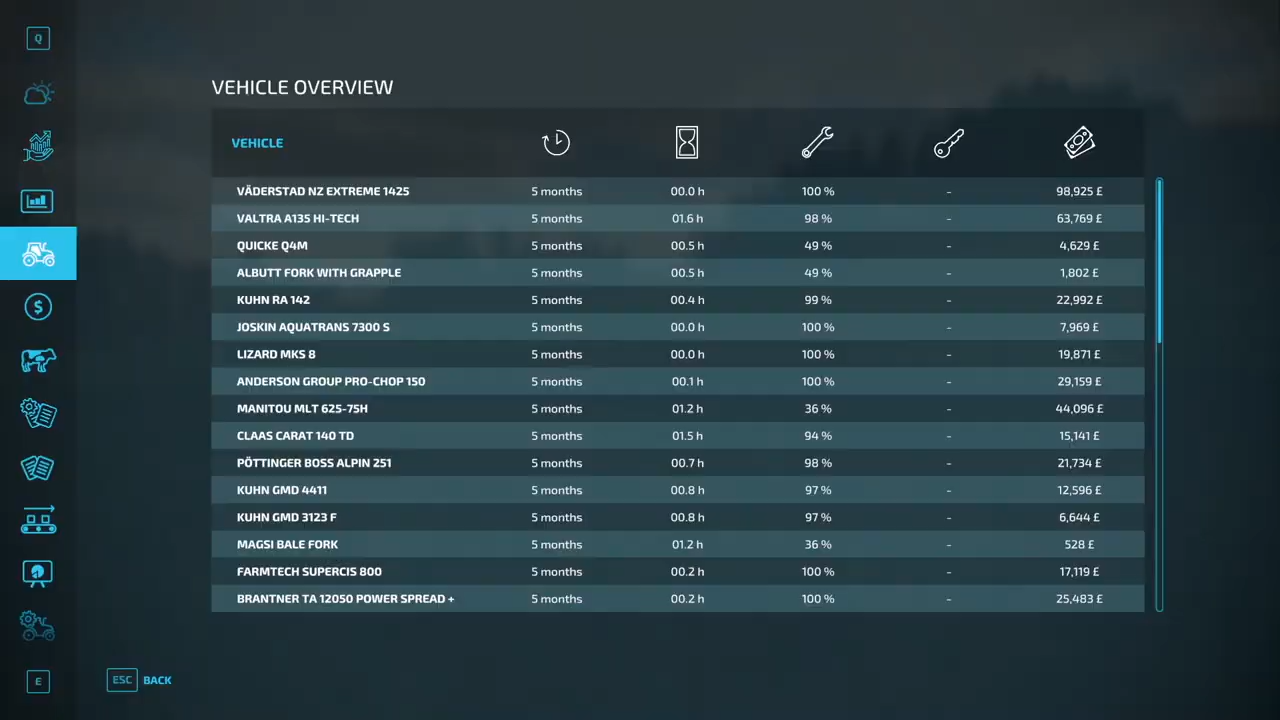 Q
VEHICLE OVERVIEW
VEHICLE
VÄDERSTAD NZ EXTREME 1425 5 months 00.0 h 100 % - 98,925 £
VALTRA A135 HI-TECH 5 months 01.6 h 98 % - 63,769 £
QUICKE Q4M 5 months 00.5 h 49 % - 4,629 £
ALBUTT FORK WITH GRAPPLE 5 months 00.5 h 49 % - 1,802 £
KUHN RA 142 5 months 00.4 h 99 % - 22,992 £
JOSKIN AQUATRANS 7300 S 5 months 00.0 h 100 % - 7,969 £
LIZARD MKS 8 5 months 00.0 h 100 % - 19,871 £
ANDERSON GROUP PRO-CHOP 150 5 months 00.1 h 100 % - 29,159 £
MANITOU MLT 625-75H 5 months 01.2 h 36 % - 44,096 £
CLAAS CARAT 140 TD 5 months 01.5 h 94 % - 15,141 £
PÖTTINGER BOSS ALPIN 251 5 months 00.7 h 98 % - 21,734 £
KUHN GMD 4411 5 months 00.8 h 97 % - 12,596 £
KUHN GMD 3123 F 5 months 00.8 h 97 % - 6,644 £
MAGSI BALE FORK 5 months 01.2 h 36 % - 528 £
FARMTECH SUPERCIS 800 5 months 00.2 h 100 % - 17,119 £
BRANTNER TA 12050 POWER SPREAD + 5 months 00.2 h 100 % - 25,483 £
E
ESC BACK